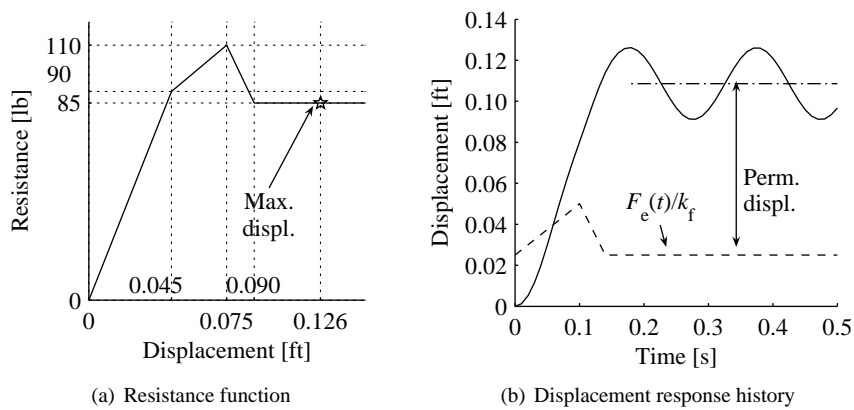 110
90
85
0
Resistance [lb]
Max.
displ.
0.045
0.090
0
0.075
0.126
Displacement [ft]
(a) Resistance function
0.14
0.12
0.10
0.08
0.06
0.04
0.02
0
Displacement [ft]
Perm.
displ.
F_e(t)/k_f
0
0.1
0.2
0.3
0.4
0.5
Time [s]
(b) Displacement response history